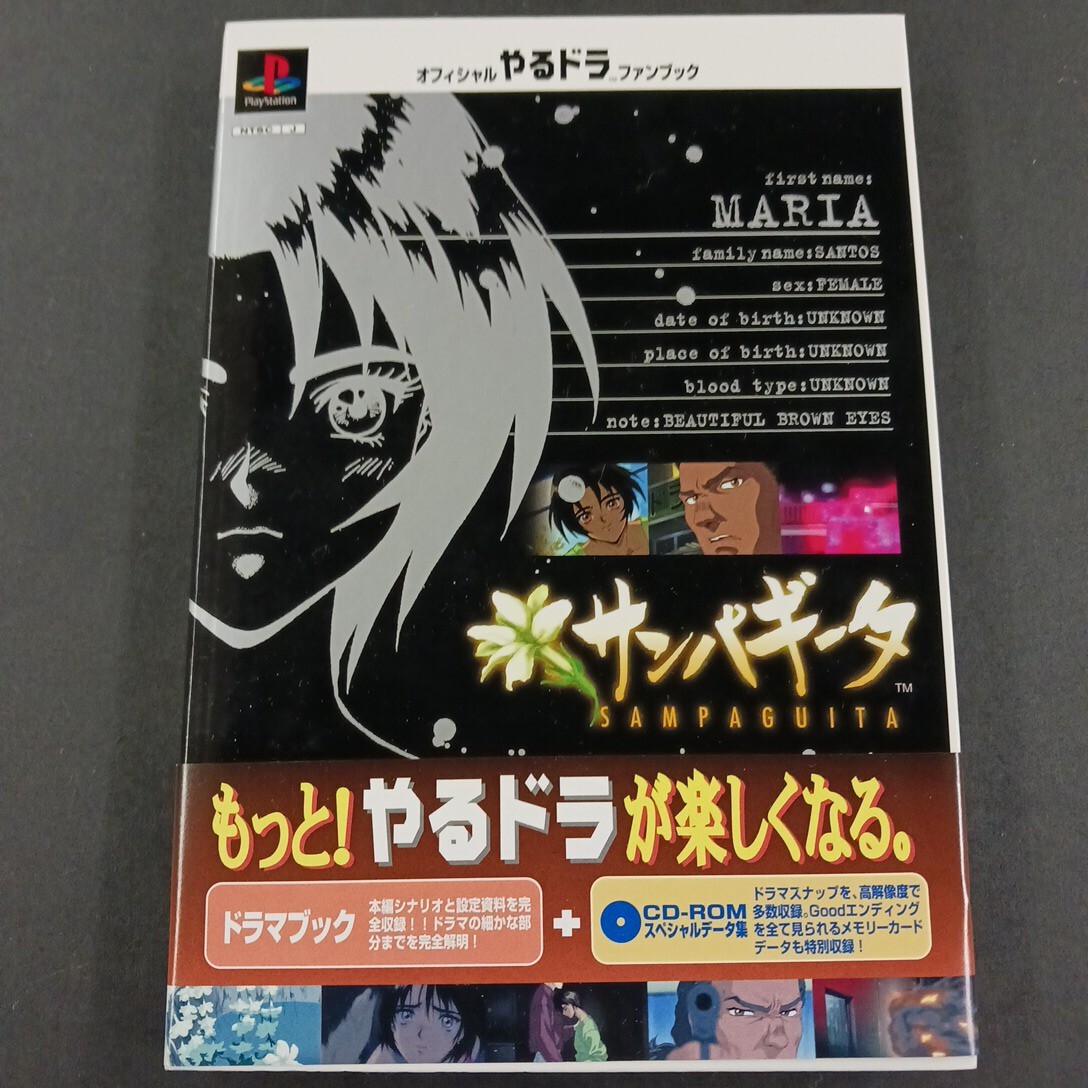 オフィシャル やるドラ™ ファンブック
PlayStation
NTSC J
first name:
MARIA
family name:SANTOS
sex:FEMALE
date of birth:UNKNOWN
place of birth:UNKNOWN
blood type:UNKNOWN
note:BEAUTIFUL BROWN EYES
サンパギータ
TM
SAMPAGUITA
もっと!やるドラが楽しくなる。
ドラマブック
本編シナリオと設定資料を完
全収録!!ドラマの細かな部
分までを完全解明!
+
CD-ROM
スペシャルデータ集
ドラマスナップを、高解像度で
多数収録。Goodエンディング
を全て見られるメモリーカード
データも特別収録!